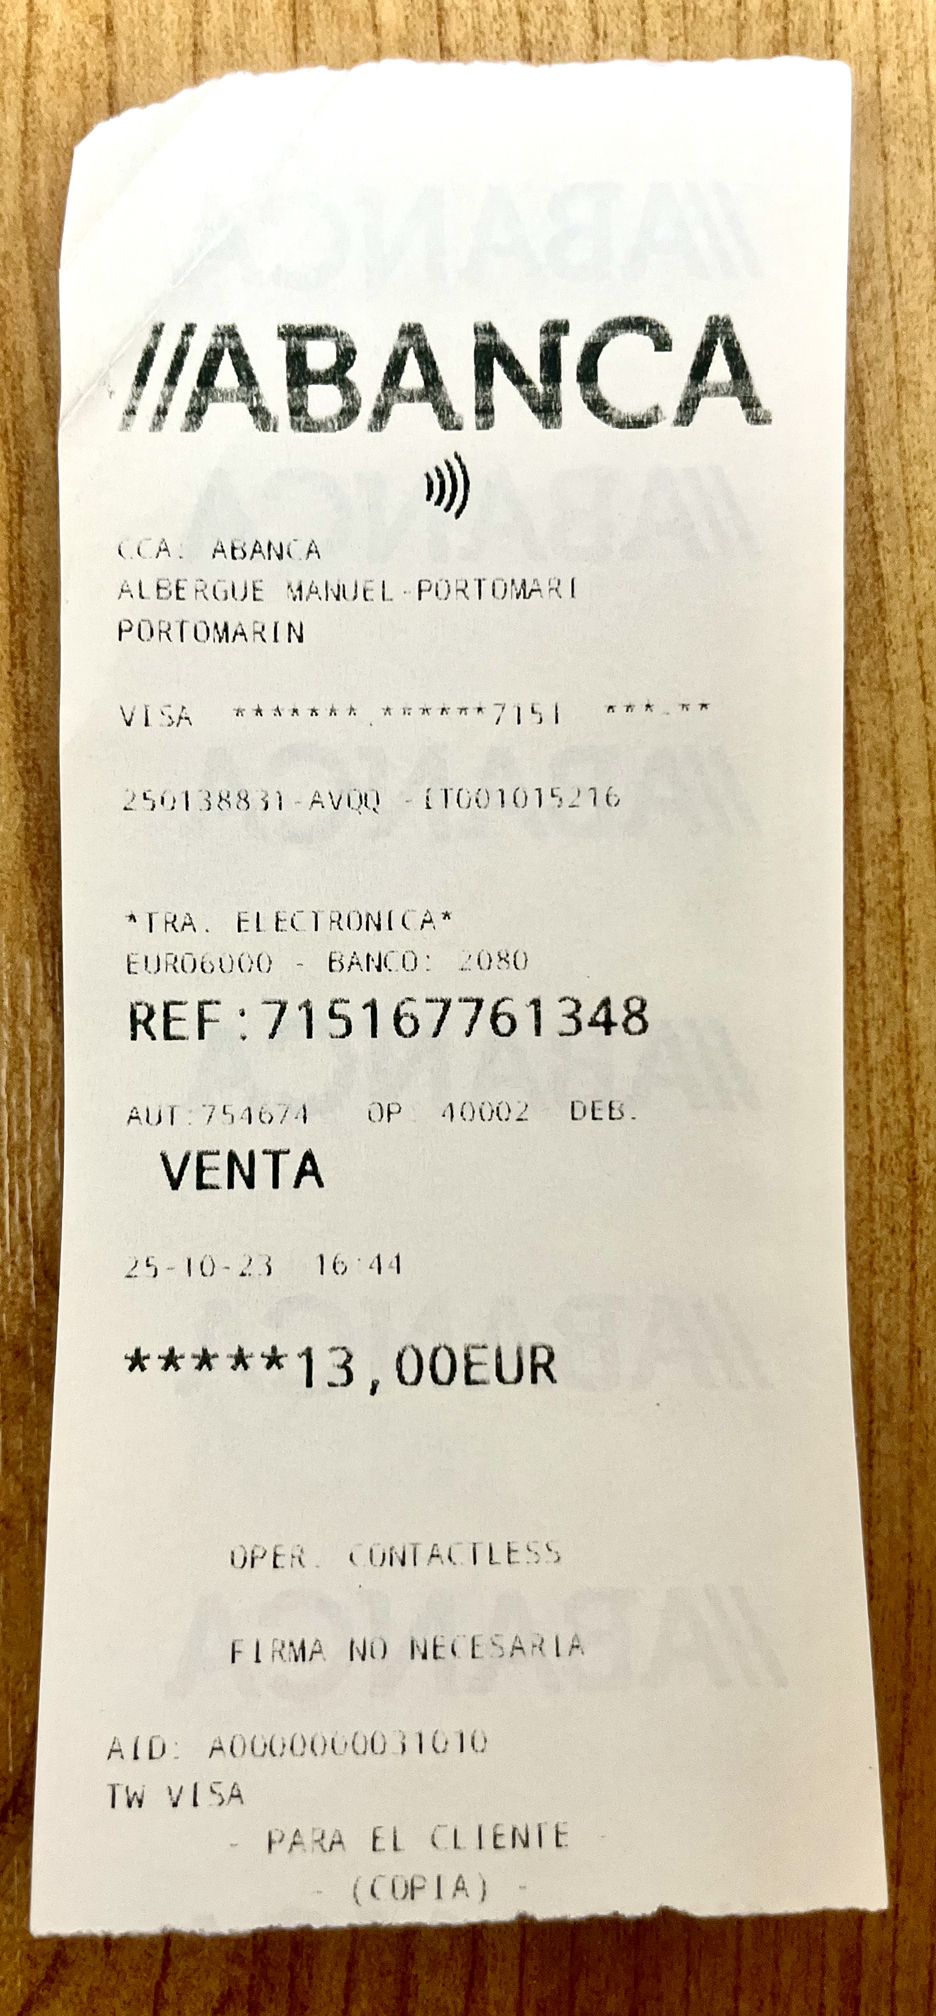 //ABANCA
CCA: ABANCA
ALBERGUE MANUEL-PORTOMARI
PORTOMARIN
VISA *******.******7151 ***-**
250138831-AVQQ -IT001015216
*TRA. ELECTRONICA*
EURO6000 - BANCO: 2080
REF:715167761348
AUT:754674 OP: 40002 DEB.
VENTA
25-10-23 16:44
*****13,00EUR
OPER. CONTACTLESS
FIRMA NO NECESARIA
AID: A0000000031010
TW VISA
- PARA EL CLIENTE -
- (COPIA) -